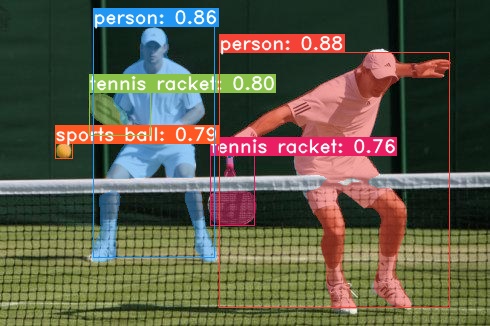 person: 0.86
person: 0.88
tennis racket: 0.80
sports ball: 0.79
tennis racket: 0.76